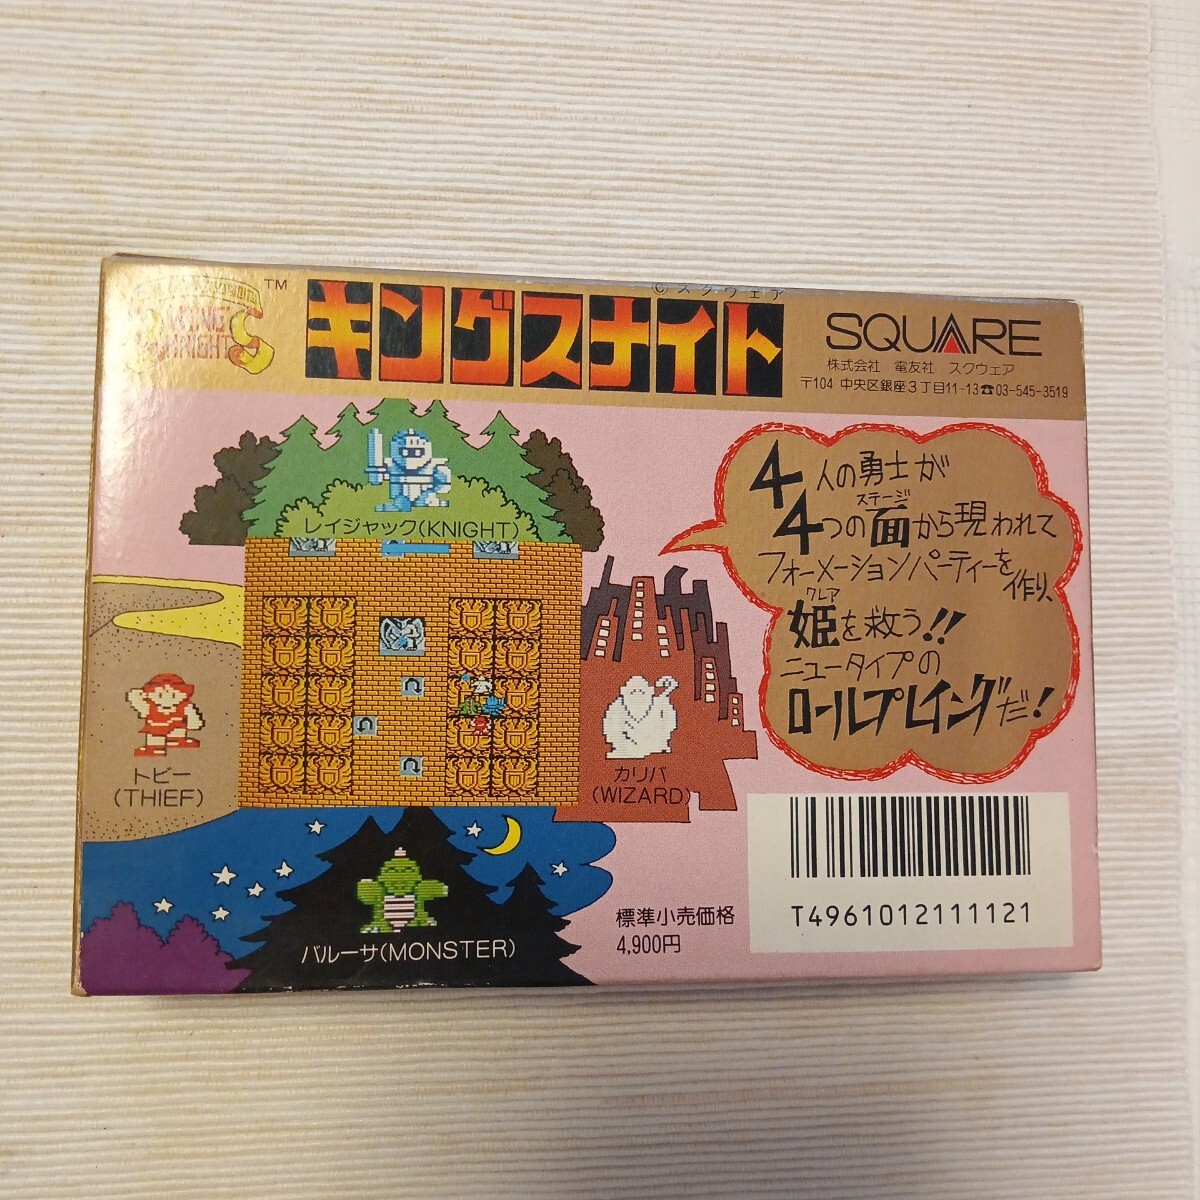 KING'S
KNIGHT
™
キングスナイト
©スクウェア
SQUARE
株式会社 電友社 スクウェア
〒104 中央区銀座3丁目11-13☎03-545-3519
レイジャック(KNIGHT)
トビー
(THIEF)
カリバ
(WIZARD)
バルーサ(MONSTER)
4人の勇士が
ステージ
4つの面から現われて
フォーメーションパーティーを作り、
クレア
姫を救う!!
ニュータイプの
ロールプレイングだ!
標準小売価格
4,900円
T4961012111121